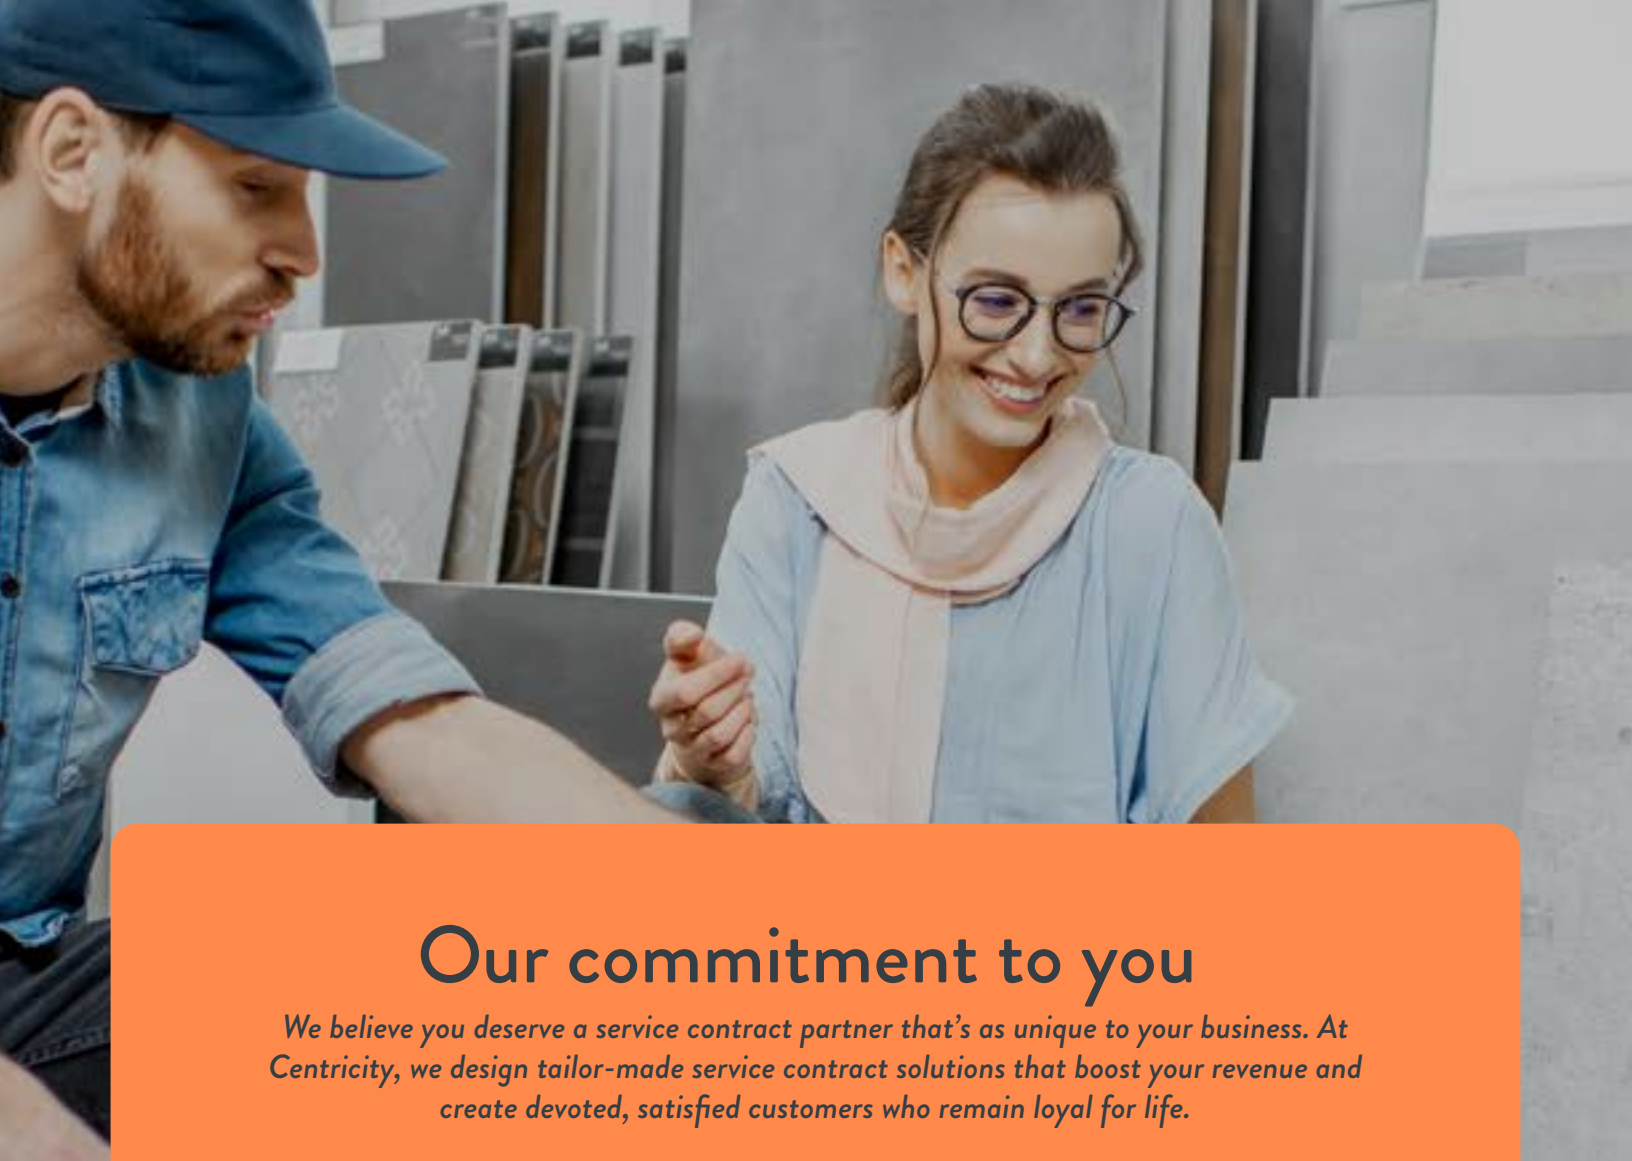 Our commitment to you
We believe you deserve a service contract partner that’s as unique to your business. At
Centricity, we design tailor-made service contract solutions that boost your revenue and
create devoted, satisfied customers who remain loyal for life.